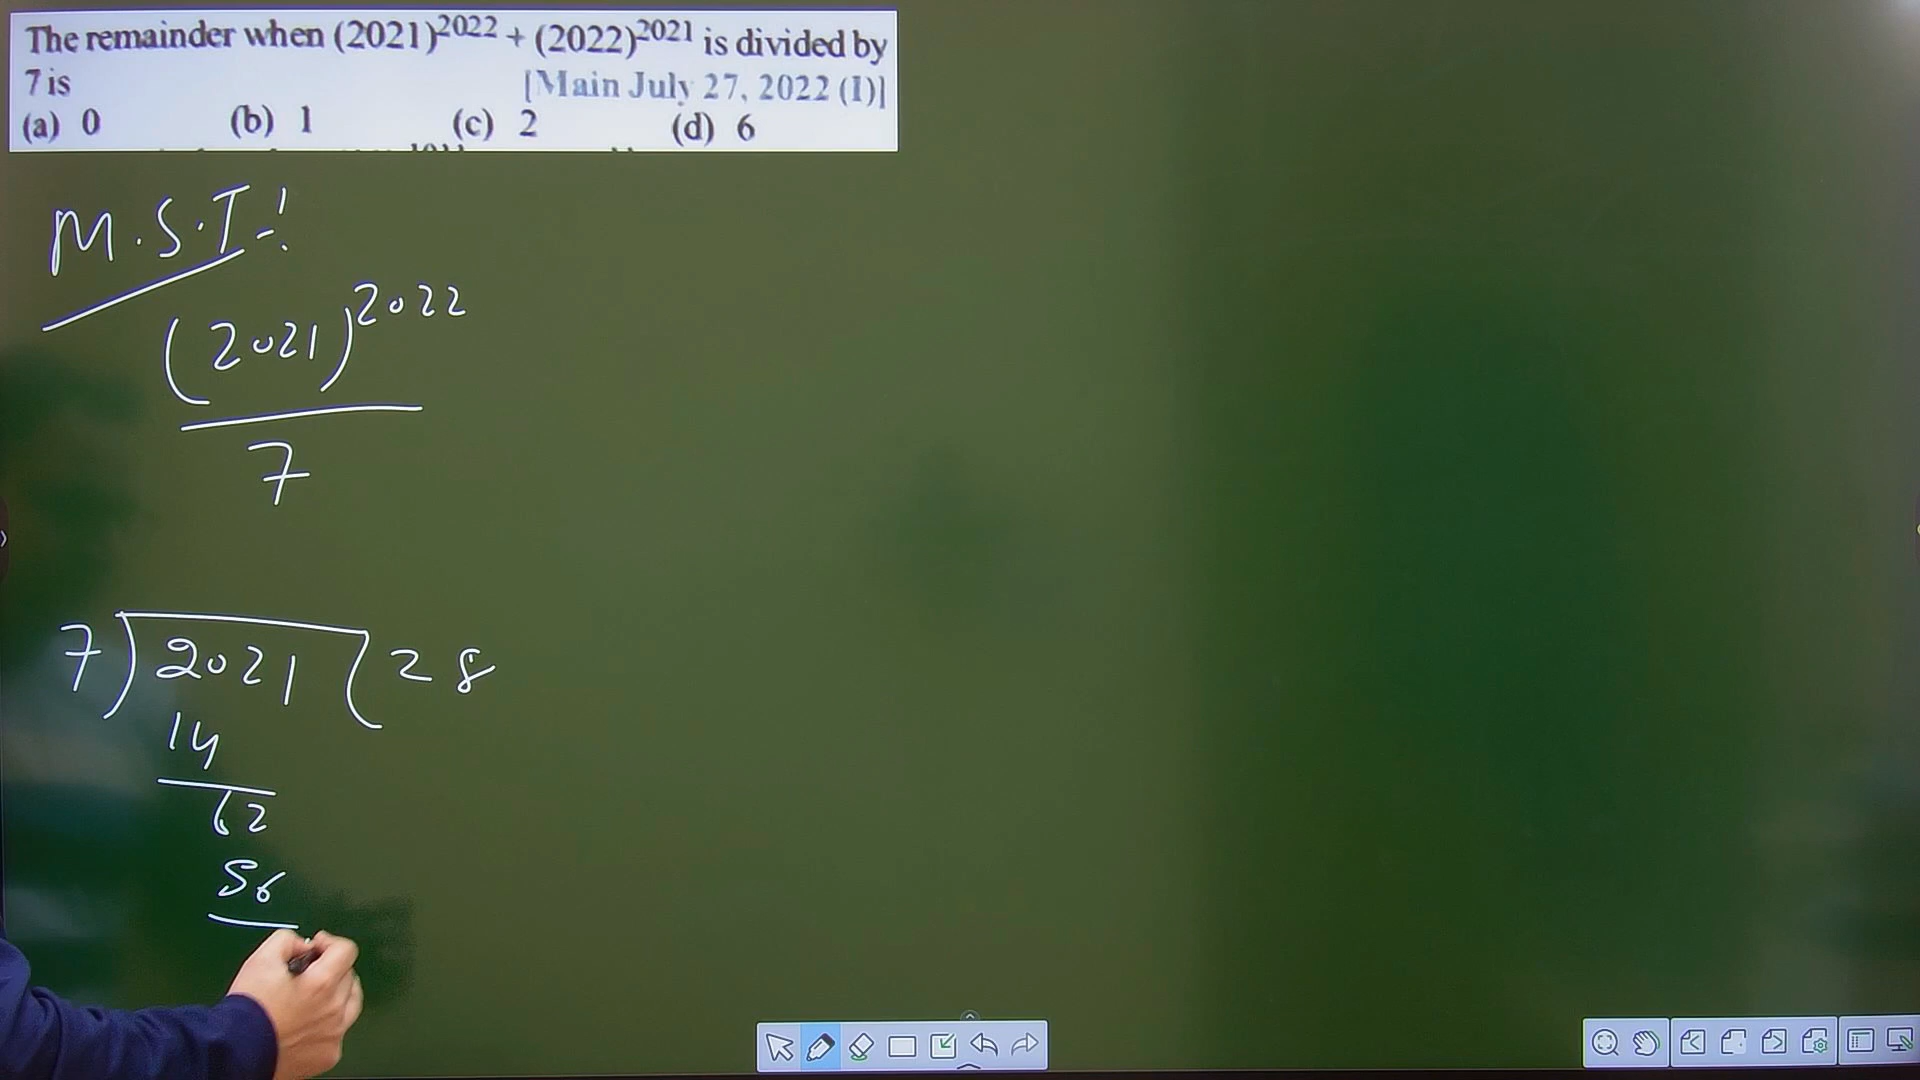 The remainder when (2021)^2022 + (2022)^2021 is divided by
7 is [Main July 27, 2022 (I)]
(a) 0 (b) 1 (c) 2 (d) 6
M.S.I-!
(2021)^2022
7
7) 2021 (28
14
62
56